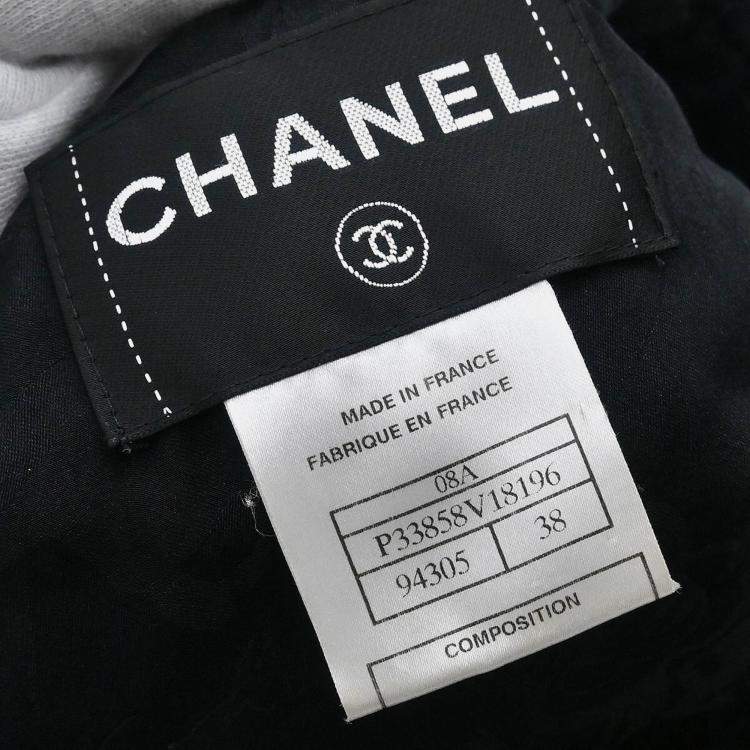 CHANEL
MADE IN FRANCE
FABRIQUE EN FRANCE
08A
P33858V18196
94305 38
COMPOSITION